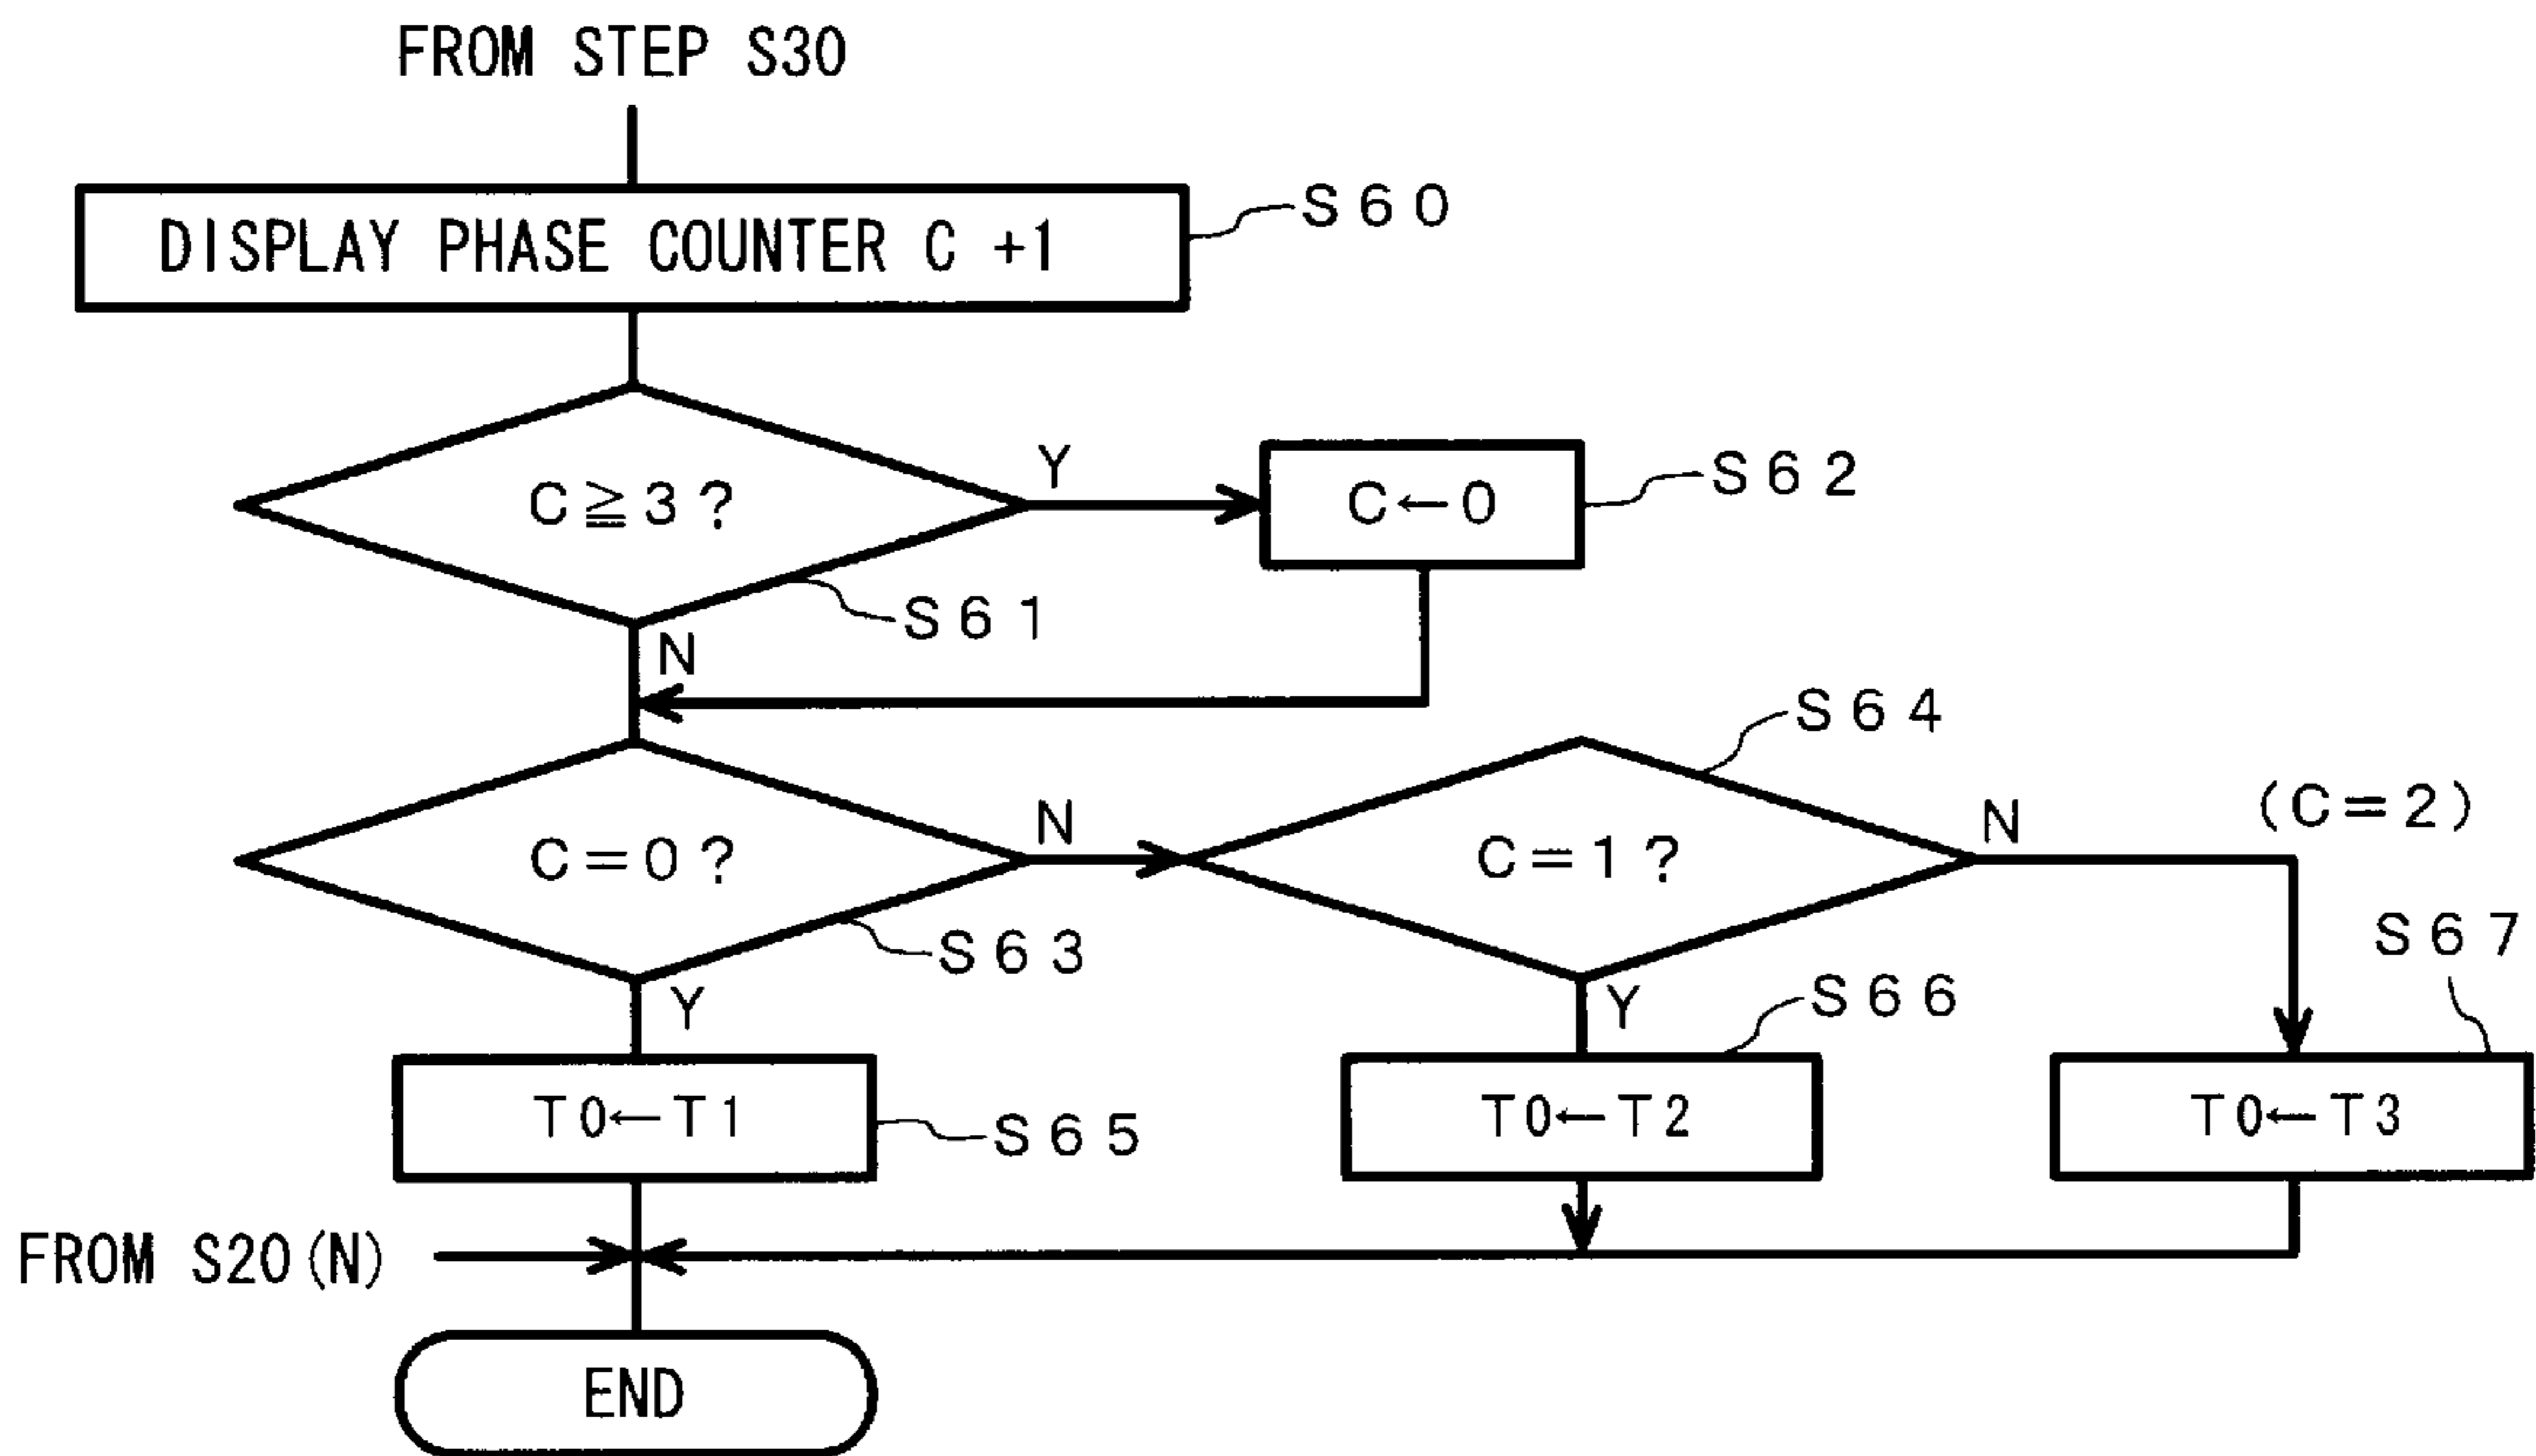 FROM STEP S30
DISPLAY PHASE COUNTER C +1
S60
C≧3?
Y
C←0
S62
S61
N
S64
C=0?
N
C=1?
N
(C=2)
S63
S67
Y
Y
S66
T0←T1
S65
T0←T2
T0←T3
FROM S20(N)
END